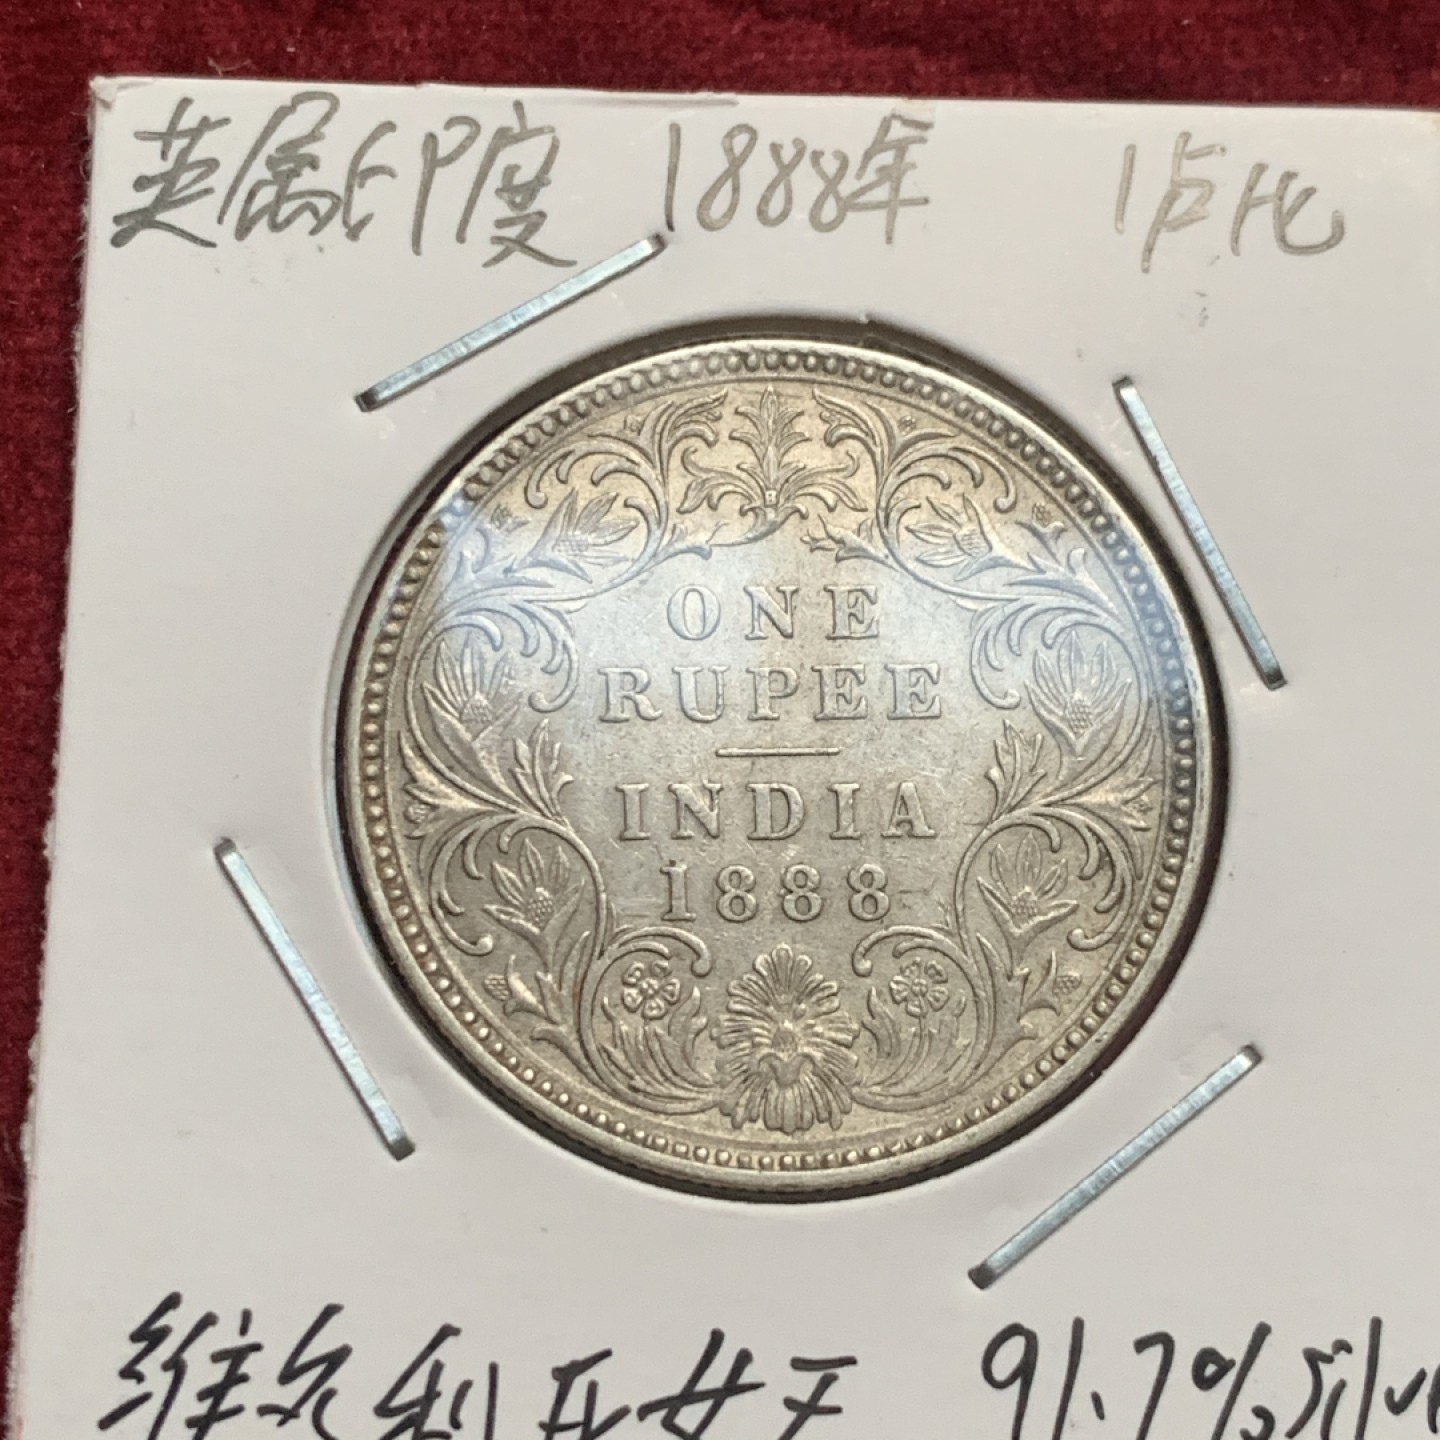 英属印度 1888年 1卢比
ONE
RUPEE
INDIA
1888
维多利亚女王 91.7%silve